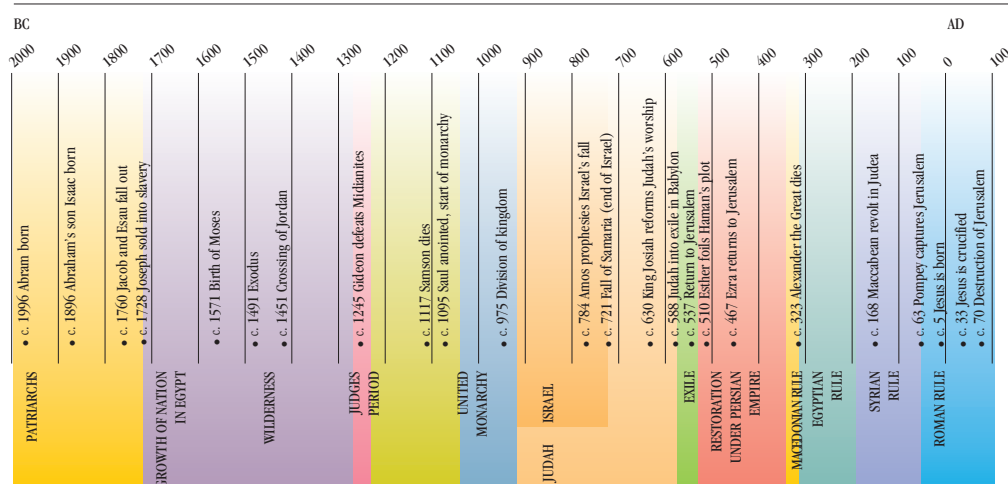 BC
AD
2000
1900
1800
1700
1600
1500
1400
1300
1200
1100
1000
900
800
700
600
500
400
300
200
100
0
100
• c. 1996 Abram born
• c. 1896 Abraham's son Isaac born
• c. 1760 Jacob and Esau fall out
• c. 1728 Joseph sold into slavery
• c. 1571 Birth of Moses
• c. 1491 Exodus
• c. 1451 Crossing of Jordan
• c. 1245 Gideon defeats Midianites
• c. 1117 Samson dies
• c. 1095 Saul anointed, start of monarchy
• c. 975 Division of kingdom
• c. 784 Amos prophesies Israel's fall
• c. 721 Fall of Samaria (end of Israel)
• c. 630 King Josiah reforms Judah's worship
• c. 588 Judah into exile in Babylon
• c. 537 Return to Jerusalem
• c. 510 Esther foils Haman's plot
• c. 467 Ezra returns to Jerusalem
• c. 323 Alexander the Great dies
• c. 168 Maccabean revolt in Judea
• c. 63 Pompey captures Jerusalem
• c. 5 Jesus is born
• c. 33 Jesus is crucified
• c. 70 Destruction of Jerusalem
PATRIARCHS
GROWTH OF NATION
IN EGYPT
WILDERNESS
JUDGES
PERIOD
UNITED
MONARCHY
ISRAEL
JUDAH
EXILE
RESTORATION
UNDER PERSIAN
EMPIRE
MACEDONIAN RULE
EGYPTIAN
RULE
SYRIAN
RULE
ROMAN RULE